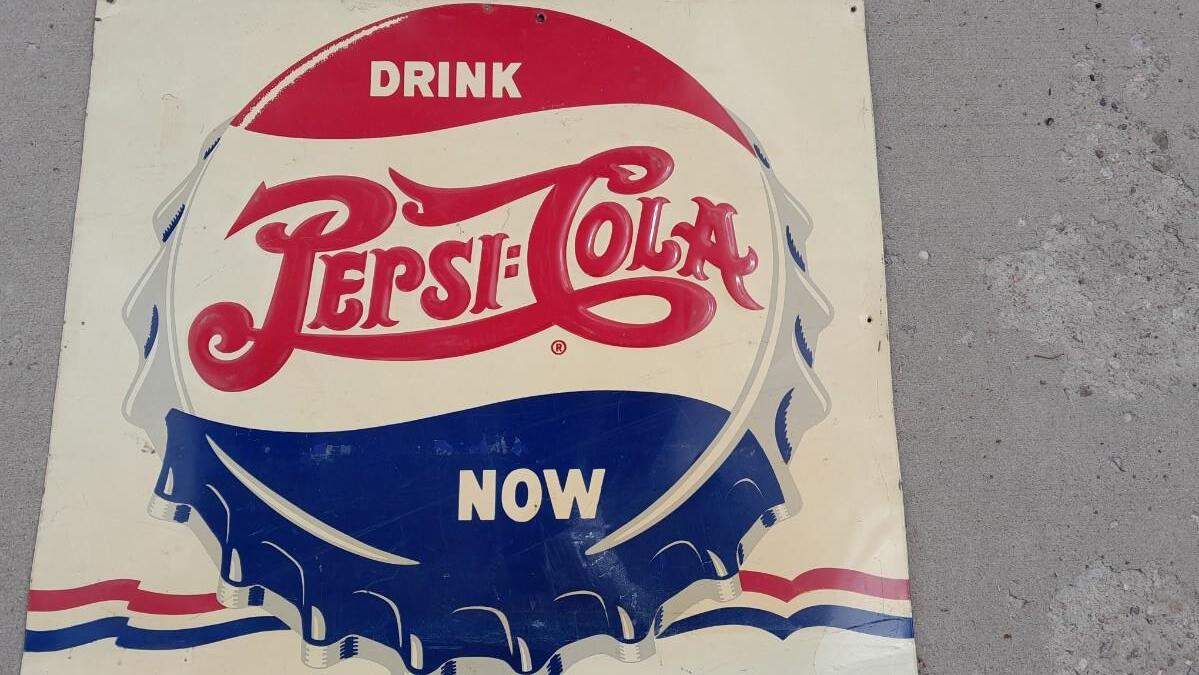 DRINK
PEPSI=COLA
®
NOW